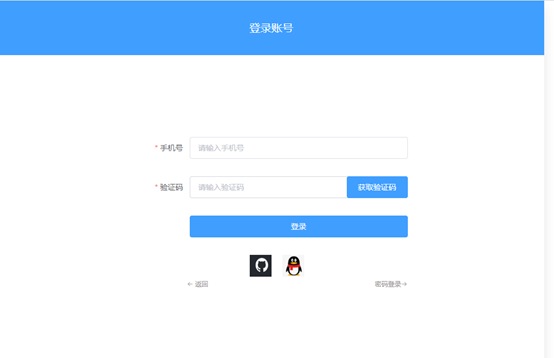 登录账号
* 手机号 请输入手机号
* 验证码 请输入验证码 获取验证码
登录
← 返回 密码登录→